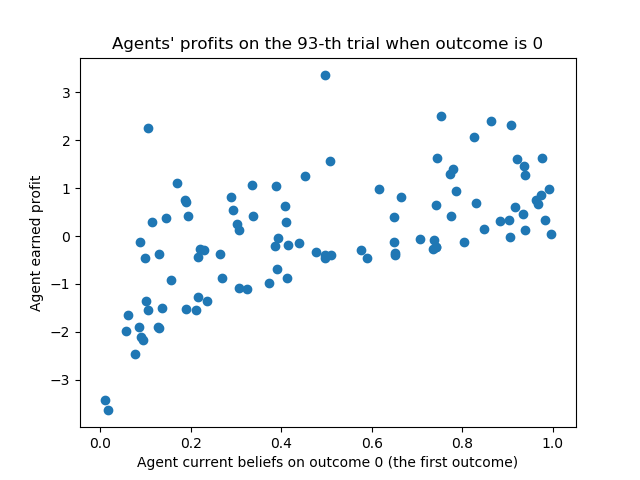 Agents' profits on the 93-th trial when outcome is 0
Agent earned profit
3
2
1
0
−1
−2
−3
0.0 0.2 0.4 0.6 0.8 1.0
Agent current beliefs on outcome 0 (the first outcome)